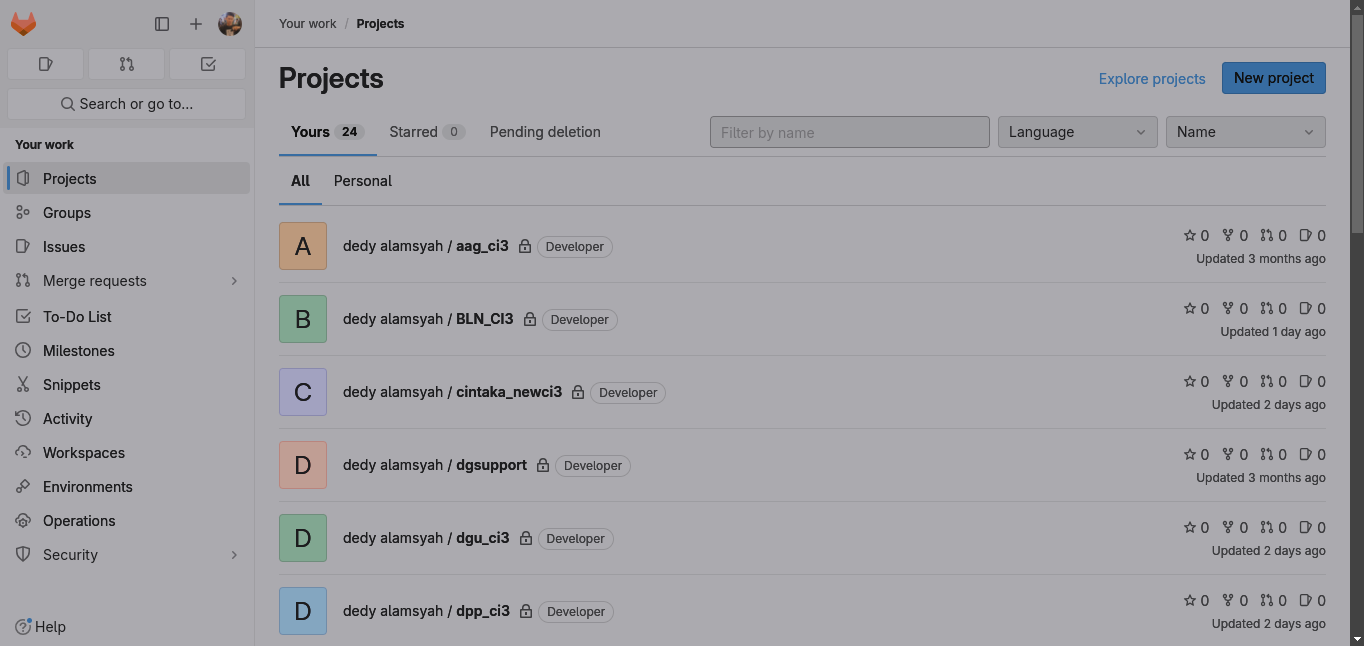 Your work / Projects
Search or go to...
Your work
Projects
Groups
Issues
Merge requests
To-Do List
Milestones
Snippets
Activity
Workspaces
Environments
Operations
Security
Help
Projects
Explore projects
New project
Yours 24
Starred 0
Pending deletion
Filter by name
Language
Name
All
Personal
A
dedy alamsyah / aag_ci3
Developer
0 0 0 0
Updated 3 months ago
B
dedy alamsyah / BLN_CI3
Developer
0 0 0 0
Updated 1 day ago
C
dedy alamsyah / cintaka_newci3
Developer
0 0 0 0
Updated 2 days ago
D
dedy alamsyah / dgsupport
Developer
0 0 0 0
Updated 3 months ago
D
dedy alamsyah / dgu_ci3
Developer
0 0 0 0
Updated 2 days ago
D
dedy alamsyah / dpp_ci3
Developer
0 0 0 0
Updated 2 days ago